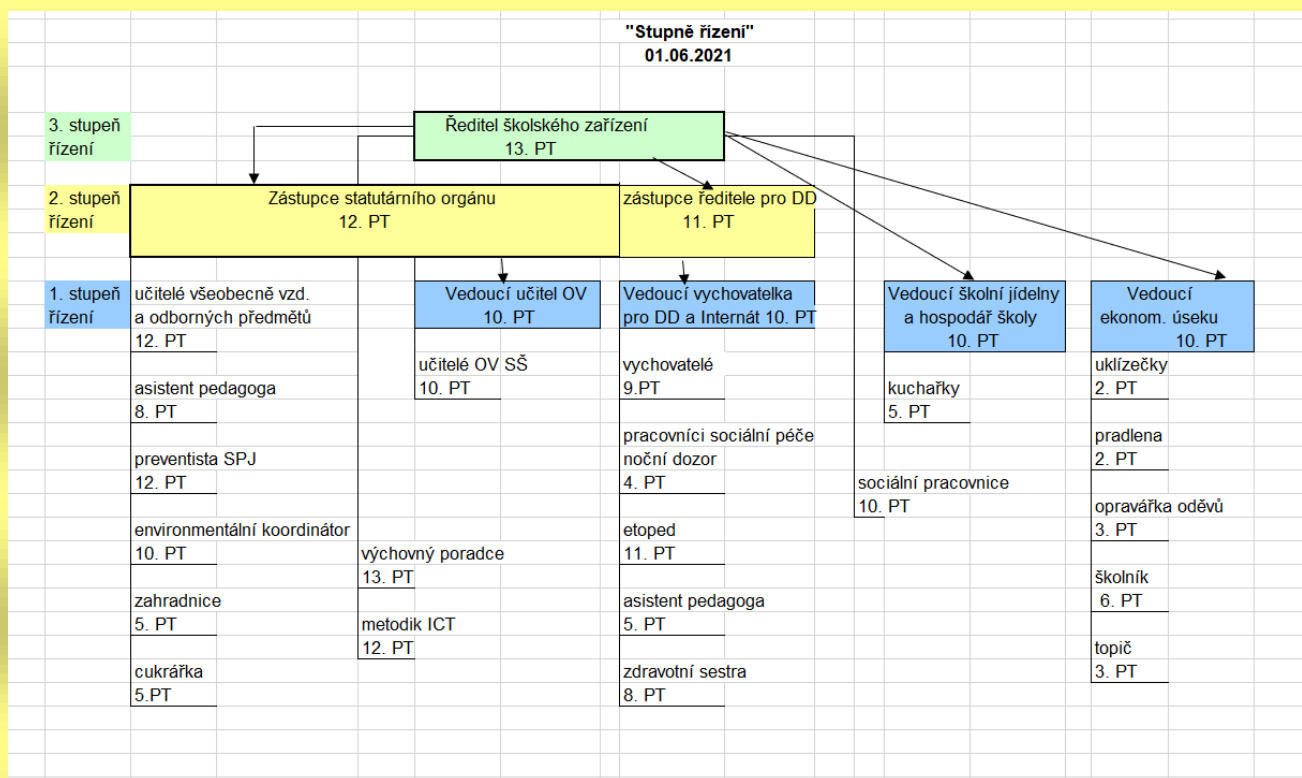 "Stupně řízení"
01.06.2021
3. stupeň
řízení
Ředitel školského zařízení
13. PT
2. stupeň
řízení
Zástupce statutárního orgánu
12. PT
zástupce ředitele pro DD
11. PT
1. stupeň
řízení
učitelé všeobecně vzd.
a odborných předmětů
12. PT
asistent pedagoga
8. PT
preventista SPJ
12. PT
environmentální koordinátor
10. PT
zahradnice
5. PT
cukrářka
5.PT
výchovný poradce
13. PT
metodik ICT
12. PT
Vedoucí učitel OV
10. PT
učitelé OV SŠ
10. PT
Vedoucí vychovatelka
pro DD a Internát 10. PT
vychovatelé
9.PT
pracovníci sociální péče
noční dozor
4. PT
etoped
11. PT
asistent pedagoga
5. PT
zdravotní sestra
8. PT
sociální pracovnice
10. PT
Vedoucí školní jídelny
a hospodář školy
10. PT
kuchařky
5. PT
Vedoucí
ekonom. úseku
10. PT
uklízečky
2. PT
pradlena
2. PT
opravářka oděvů
3. PT
školník
6. PT
topič
3. PT